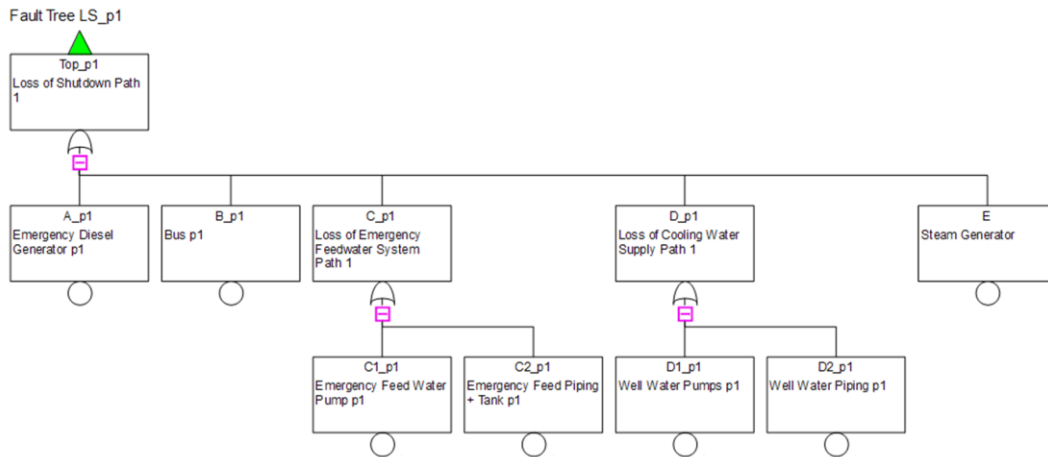 Fault Tree LS_p1
Top_p1
Loss of Shutdown Path
1
A_p1
Emergency Diesel
Generator p1
B_p1
Bus p1
C_p1
Loss of Emergency
Feedwater System
Path 1
D_p1
Loss of Cooling Water
Supply Path 1
E
Steam Generator
C1_p1
Emergency Feed Water
Pump p1
C2_p1
Emergency Feed Piping
+ Tank p1
D1_p1
Well Water Pumps p1
D2_p1
Well Water Piping p1